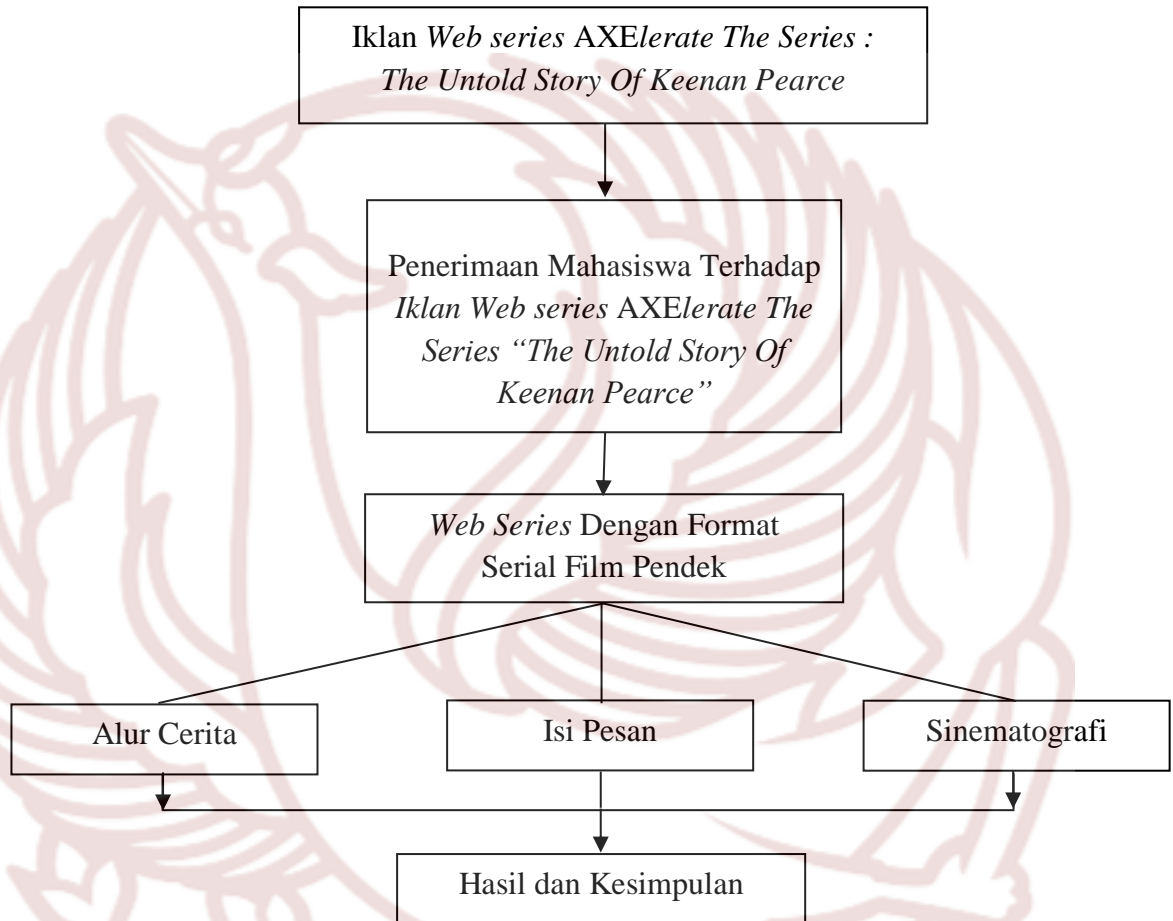 Iklan Web series AXElerate The Series :
The Untold Story Of Keenan Pearce
Penerimaan Mahasiswa Terhadap
Iklan Web series AXElerate The
Series “The Untold Story Of
Keenan Pearce”
Web Series Dengan Format
Serial Film Pendek
Alur Cerita
Isi Pesan
Sinematografi
Hasil dan Kesimpulan